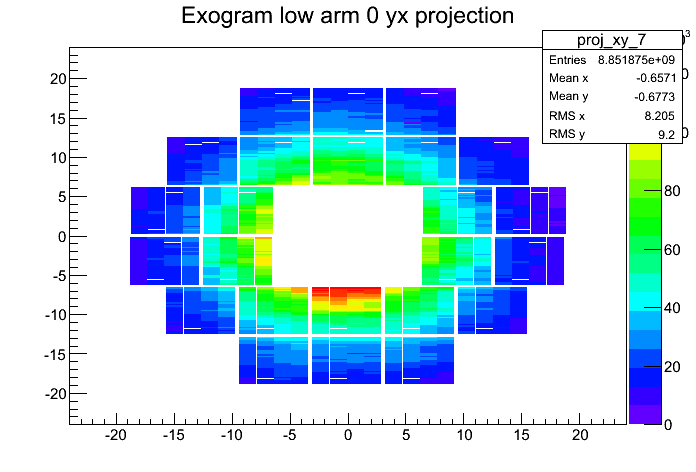 Exogram low arm 0 yx projection
proj_xy_7
Entries 8.851875e+09
Mean x -0.6571
Mean y -0.6773
RMS x 8.205
RMS y 9.2
20
15
10
5
0
-5
-10
-15
-20
-20 -15 -10 -5 0 5 10 15 20
80
60
40
20
0